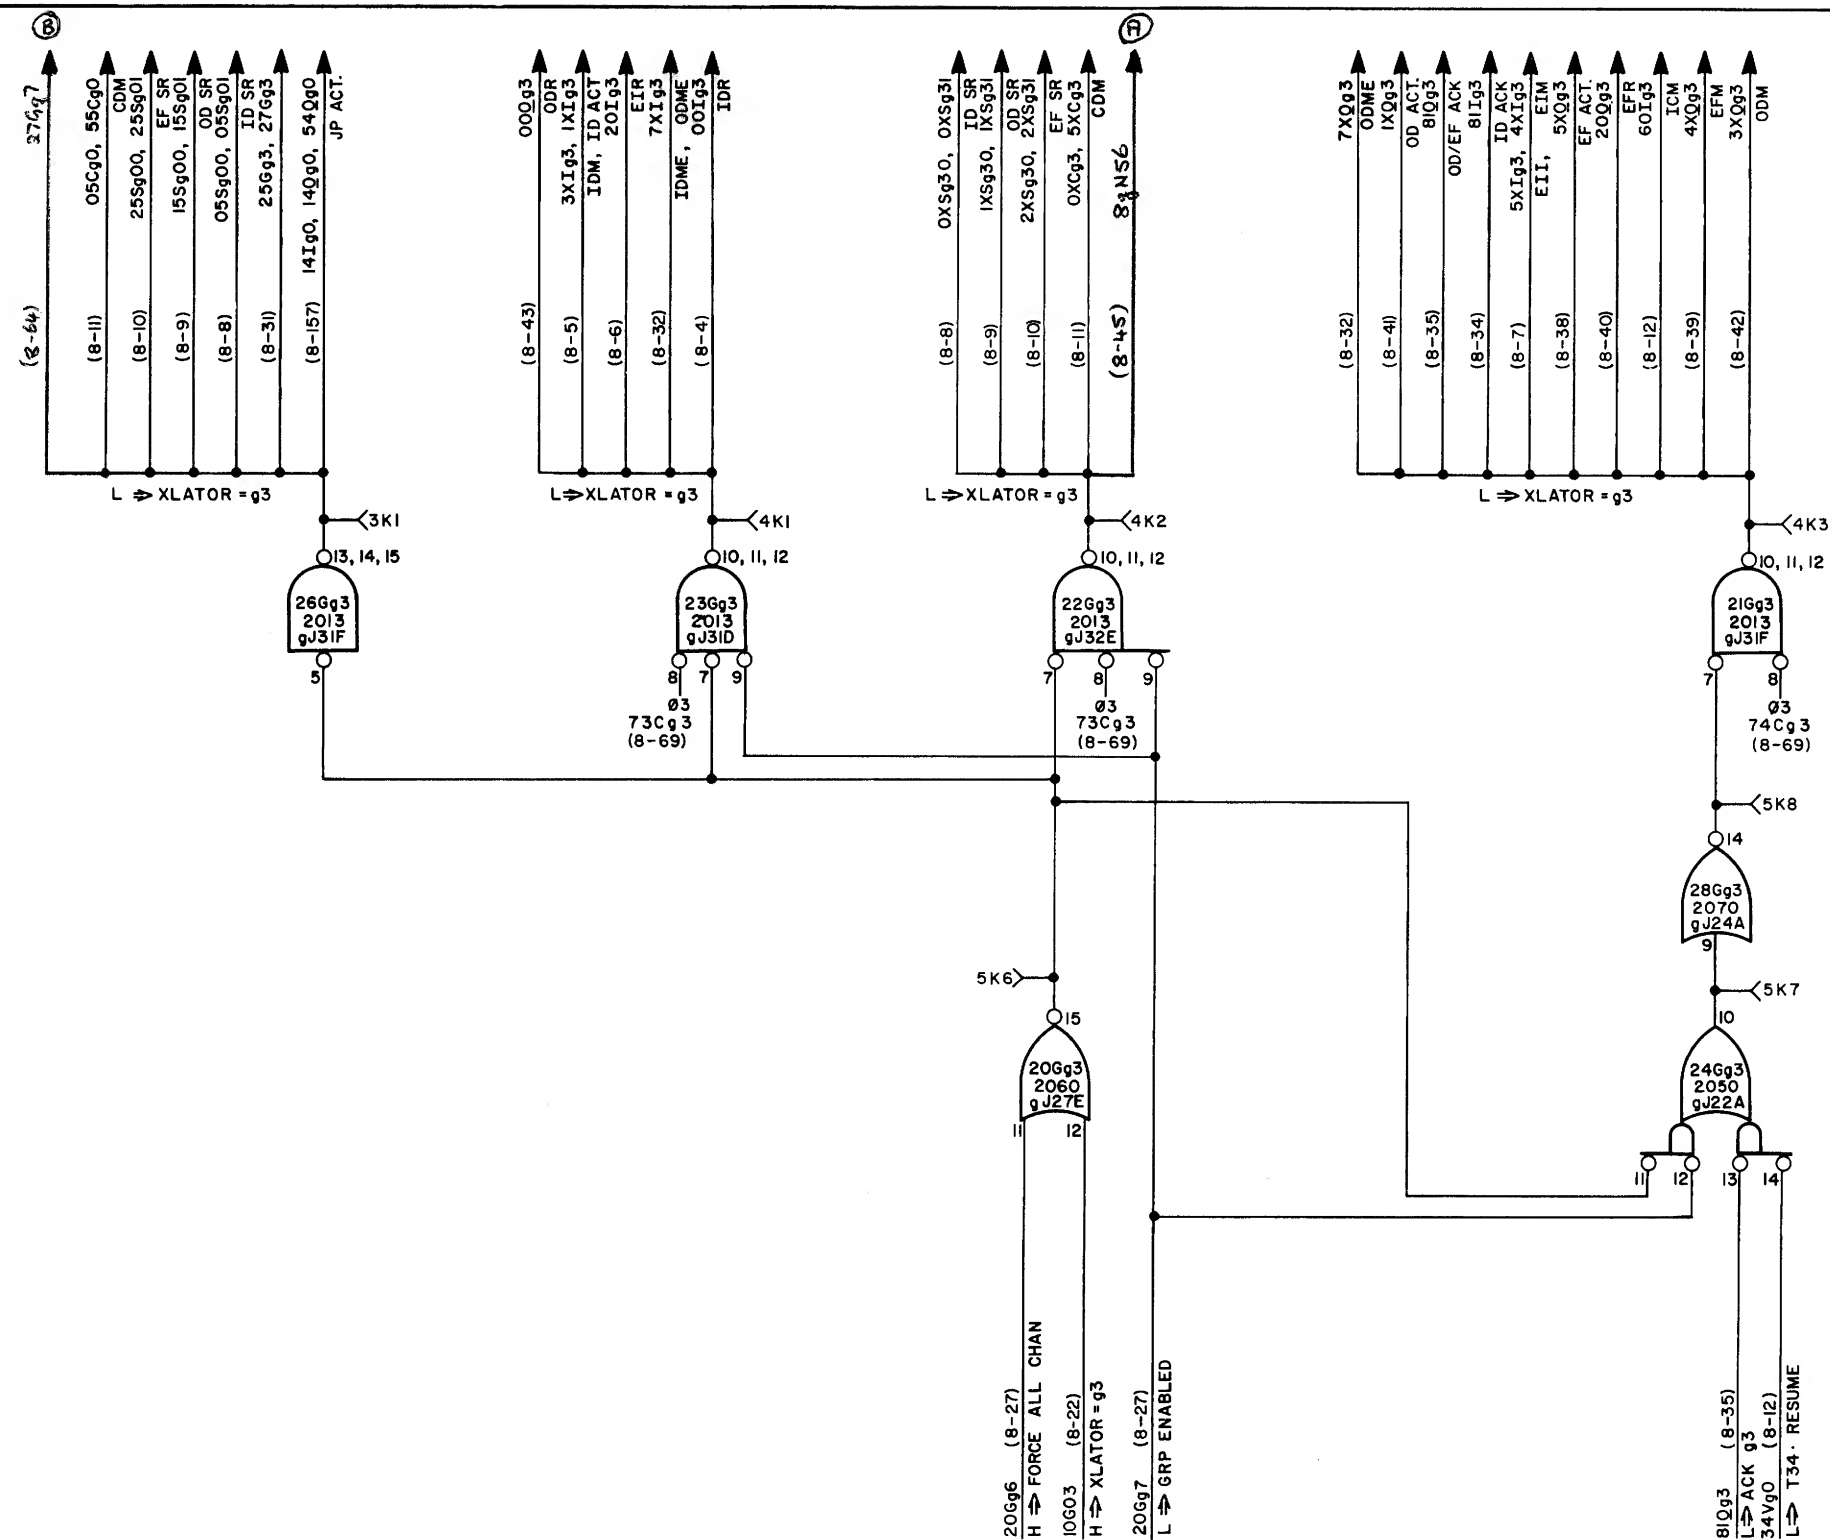 B
A
27Gg7
(8-64)
05Cg0, 55Cg0
CDM
(8-11)
25Sg00, 25Sg01
EF SR
(8-10)
15Sg00, 15Sg01
OD SR
(8-9)
05Sg00, 05Sg01
ID SR
(8-8)
25Gg3, 27Gg3
(8-31)
14Ig0, 14Qg0, 54Qg0
JP ACT.
(8-157)
L ⇒ XLATOR = g3
00Qg3
ODR
(8-43)
3XIg3, 1XIg3
IDM, ID ACT
(8-5)
20Ig3
EIR
(8-6)
7XIg3
IDME, ODME
(8-32)
00Ig3
IDR
(8-4)
L ⇒ XLATOR = g3
0XSg30, 0XSg31
ID SR
(8-8)
1XSg30, 1XSg31
OD SR
(8-9)
2XSg30, 2XSg31
EF SR
(8-10)
0XCg3, 5XCg3
CDM
(8-11)
8gN56
(8-45)
L ⇒ XLATOR = g3
7XQg3
ODME
(8-32)
1XQg3
OD ACT.
(8-41)
81Qg3
OD/EF ACK
(8-35)
81Ig3
ID ACK
(8-34)
5XIg3, 4XIg3
EII, EIM
(8-7)
5XQg3
EF ACT.
(8-38)
20Qg3
EFR
(8-40)
60Ig3
ICM
(8-12)
4XQg3
EFM
(8-39)
3XQg3
ODM
(8-42)
L ⇒ XLATOR = g3
3K1
4K1
4K2
4K3
13, 14, 15
10, 11, 12
10, 11, 12
10, 11, 12
26Gg3
2013
gJ31F
5
23Gg3
2013
gJ31D
8 7 9
Ø3
73Cg3
(8-69)
22Gg3
2013
gJ32E
7 8 9
Ø3
73Cg3
(8-69)
21Gg3
2013
gJ31F
7 8
Ø3
74Cg3
(8-69)
5K8
14
28Gg3
2070
gJ24A
9
5K6
5K7
15
10
20Gg3
2060
gJ27E
11 12
24Gg3
2050
gJ22A
11 12 13 14
20Gg6 (8-27)
H ⇒ FORCE ALL CHAN
10G03 (8-22)
H ⇒ XLATOR = g3
20Gg7 (8-27)
L ⇒ GRP ENABLED
81Qg3 (8-35)
L ⇒ ACK g3
34Vg0 (8-12)
L ⇒ T34 · RESUME